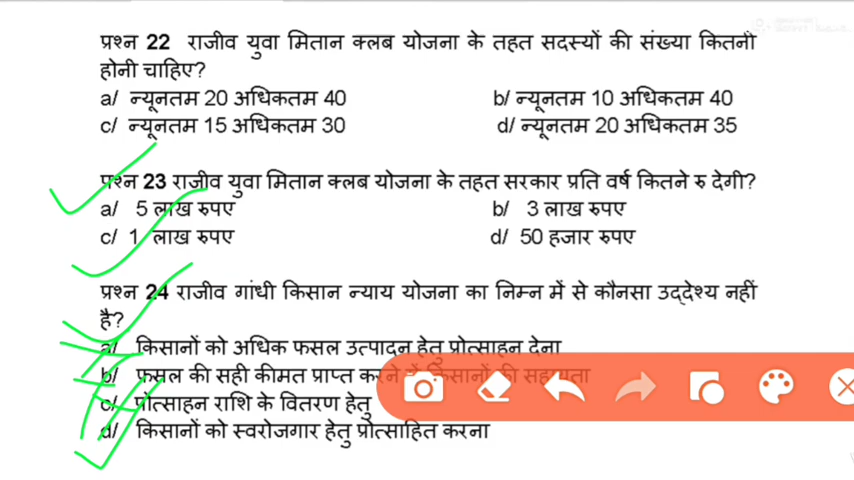 प्रश्न 22 राजीव युवा मितान क्लब योजना के तहत सदस्यों की संख्या कितनी
होनी चाहिए?
a/ न्यूनतम 20 अधिकतम 40 b/ न्यूनतम 10 अधिकतम 40
c/ न्यूनतम 15 अधिकतम 30 d/ न्यूनतम 20 अधिकतम 35
प्रश्न 23 राजीव युवा मितान क्लब योजना के तहत सरकार प्रति वर्ष कितने रु देगी?
a/ 5 लाख रुपए b/ 3 लाख रुपए
c/ 1 लाख रुपए d/ 50 हजार रुपए
प्रश्न 24 राजीव गांधी किसान न्याय योजना का निम्न में से कौनसा उद्देश्य नहीं
है?
a/ किसानों को अधिक फसल उत्पादन हेतु प्रोत्साहन देना
b/ फसल की सही कीमत प्राप्त करने में किसानों की सहायता
c/ प्रोत्साहन राशि के वितरण हेतु
d/ किसानों को स्वरोजगार हेतु प्रोत्साहित करना